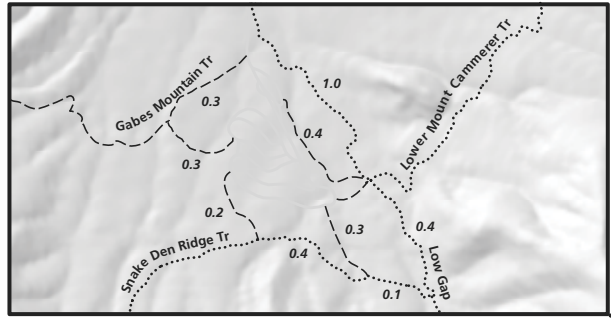 Gabes Mountain Tr
0.3
1.0
Lower Mount Cammerer Tr
0.4
0.3
0.2
Snake Den Ridge Tr
0.4
0.3
0.4
Low Gap
0.1